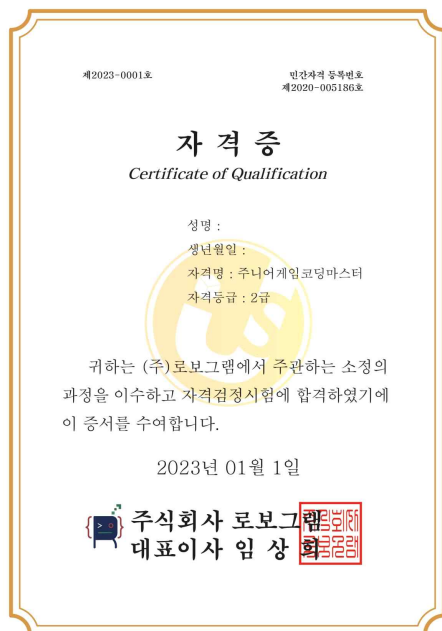 제2023-0001호
민간자격 등록번호
제2020-005186호
자 격 증
Certificate of Qualification
성명 :
생년월일 :
자격명 : 주니어게임코딩마스터
자격등급 : 2급
귀하는 (주)로보그램에서 주관하는 소정의
과정을 이수하고 자격검정시험에 합격하였기에
이 증서를 수여합니다.
2023년 01월 1일
주식회사 로보그램
대표이사 임 상 희